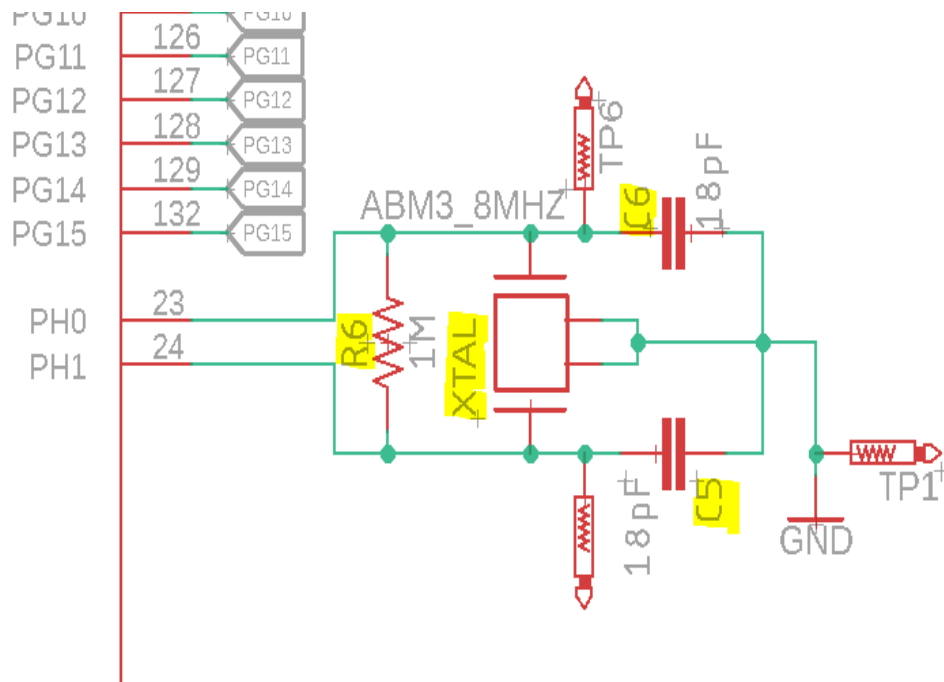 PG10
PG10
PG11
126
PG11
PG12
127
PG12
PG13
128
PG13
PG14
129
PG14
PG15
132
PG15
PH0
23
PH1
24
ABM3_8MHZ
TP6
C6
18pF
R6
1M
XTAL
18pF
C5
TP1
GND